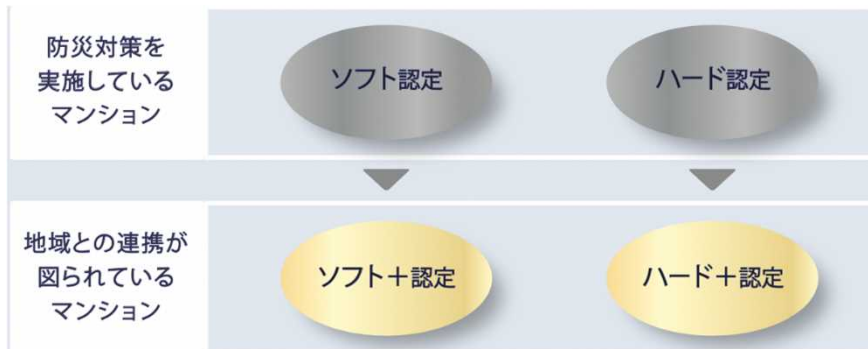 防災対策を
実施している
マンション
ソフト認定
ハード認定
地域との連携が
図られている
マンション
ソフト＋認定
ハード＋認定